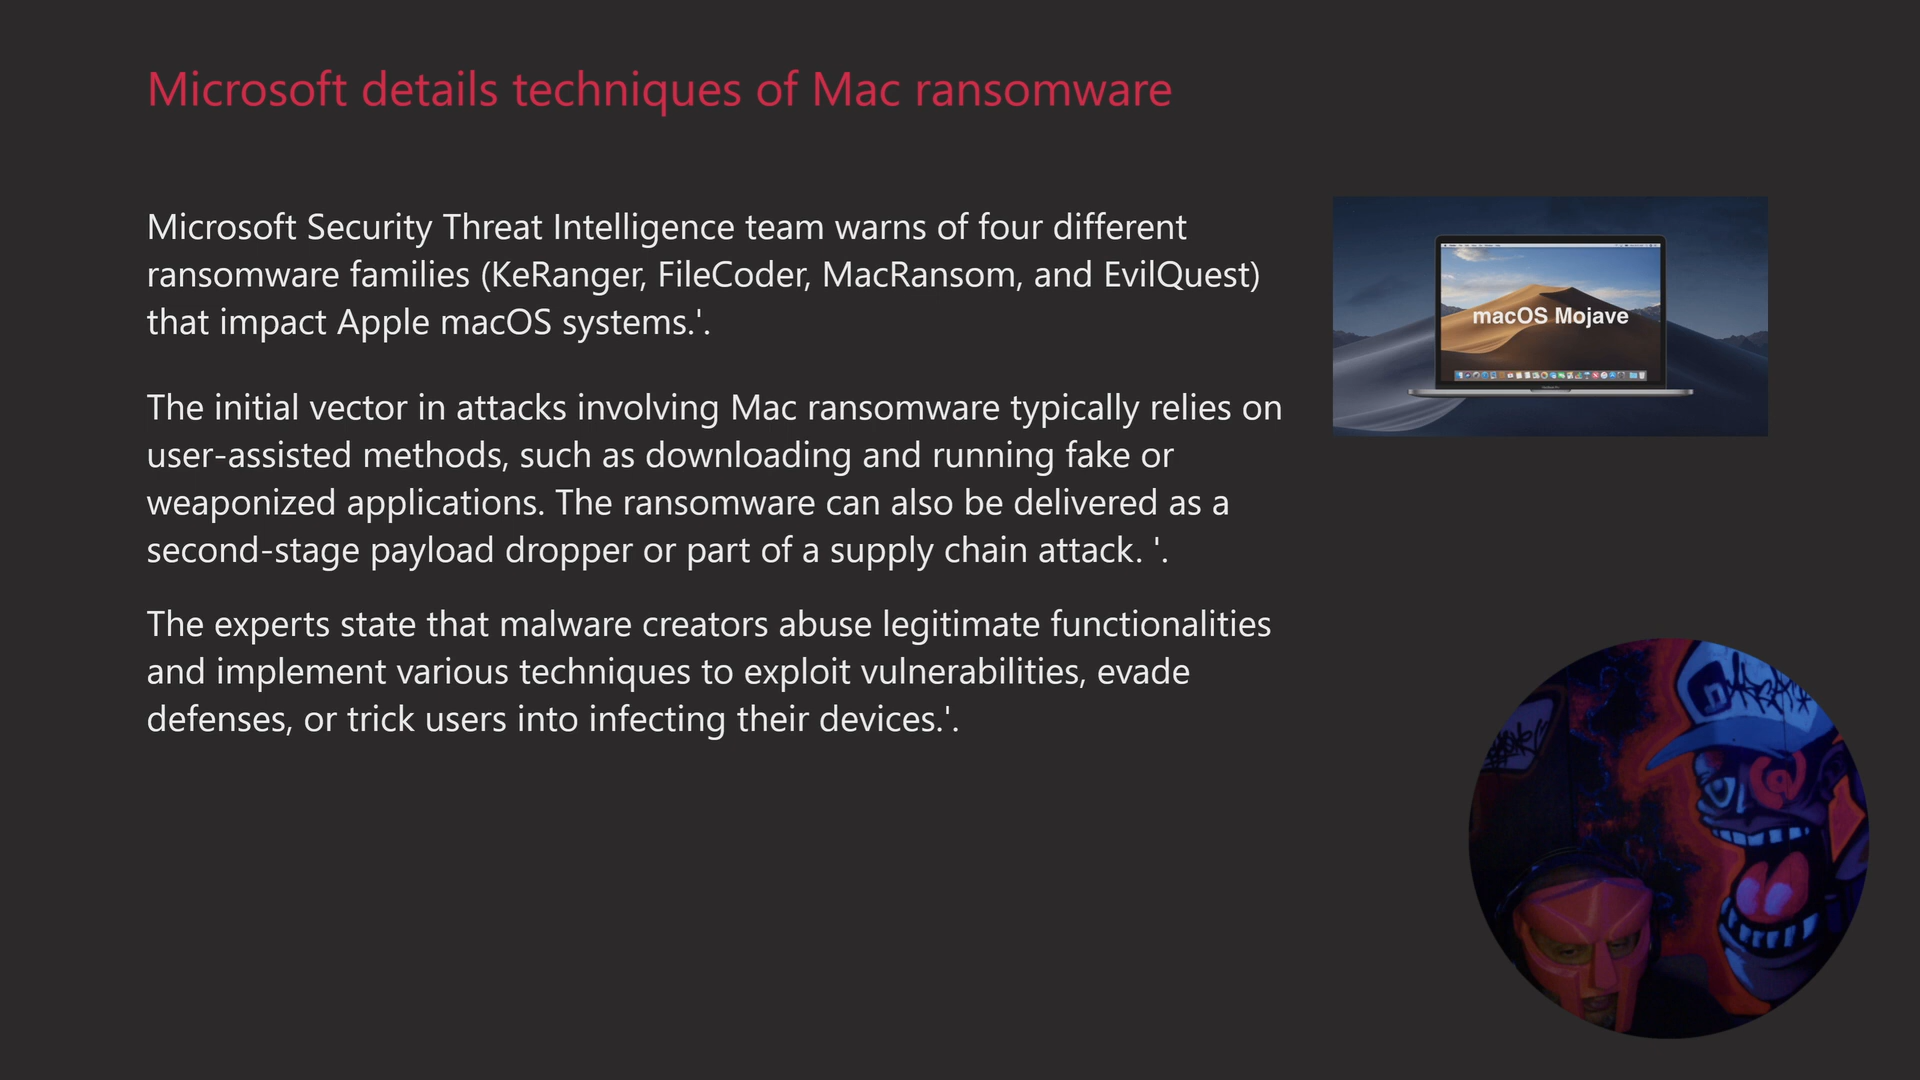 Microsoft details techniques of Mac ransomware
Microsoft Security Threat Intelligence team warns of four different
ransomware families (KeRanger, FileCoder, MacRansom, and EvilQuest)
that impact Apple macOS systems.'.
The initial vector in attacks involving Mac ransomware typically relies on
user-assisted methods, such as downloading and running fake or
weaponized applications. The ransomware can also be delivered as a
second-stage payload dropper or part of a supply chain attack. '.
The experts state that malware creators abuse legitimate functionalities
and implement various techniques to exploit vulnerabilities, evade
defenses, or trick users into infecting their devices.'.
macOS Mojave